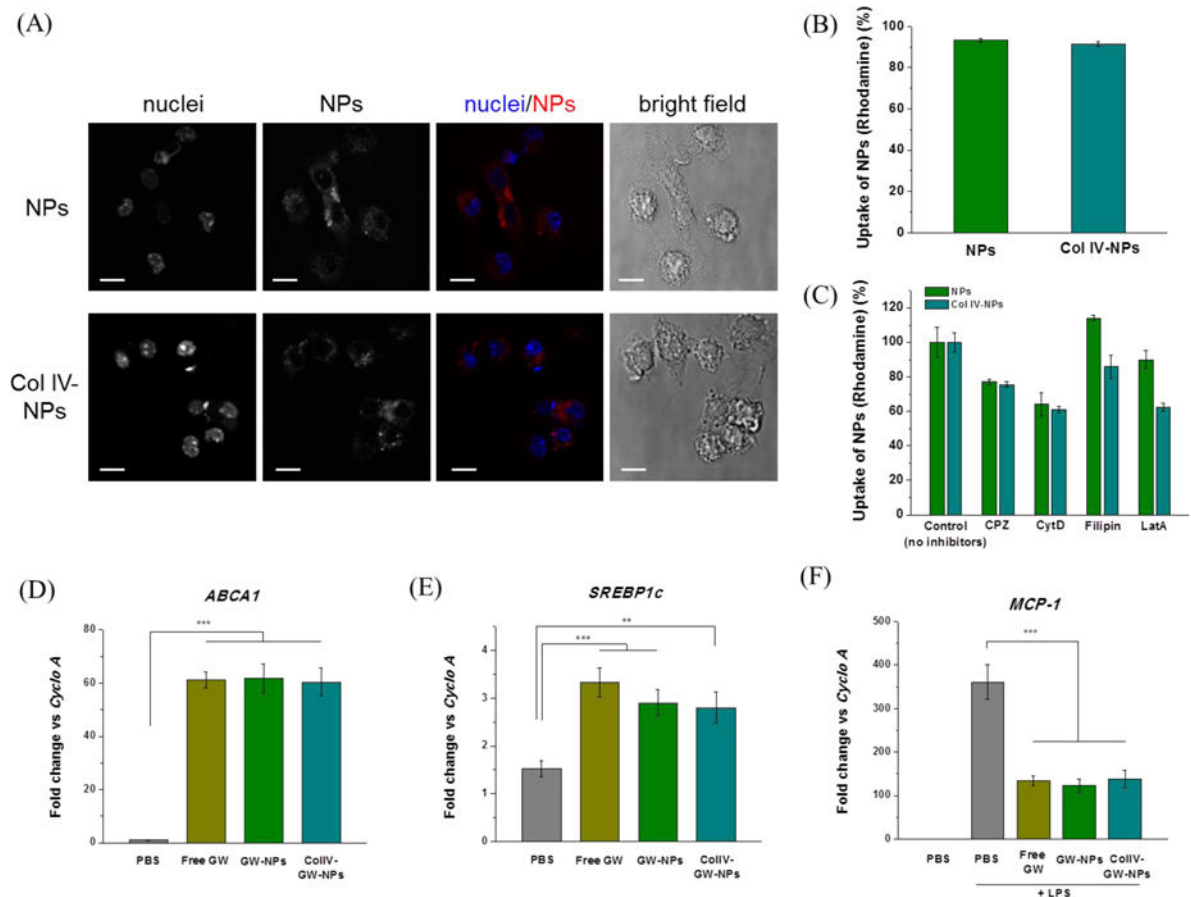 (A)
nuclei NPs nuclei/NPs bright field
NPs
Col IV-
NPs
(B)
Uptake of NPs (Rhodamine) (%)
100
80
60
40
20
0
NPs Col IV-NPs
(C)
Uptake of NPs (Rhodamine) (%)
NPs
Col IV-NPs
120
100
80
60
40
20
0
Control CPZ CytD Filipin LatA
(no inhibitors)
(D)
ABCA1
Fold change vs Cyclo A
80
60
40
20
0
***
PBS Free GW GW-NPs ColIV-
GW-NPs
(E)
SREBP1c
Fold change vs Cyclo A
4
3
2
1
0
**
***
PBS Free GW GW-NPs ColIV-
GW-NPs
(F)
MCP-1
Fold change vs Cyclo A
500
400
300
200
100
0
***
PBS PBS Free GW-NPs ColIV-
GW GW-NPs
+ LPS